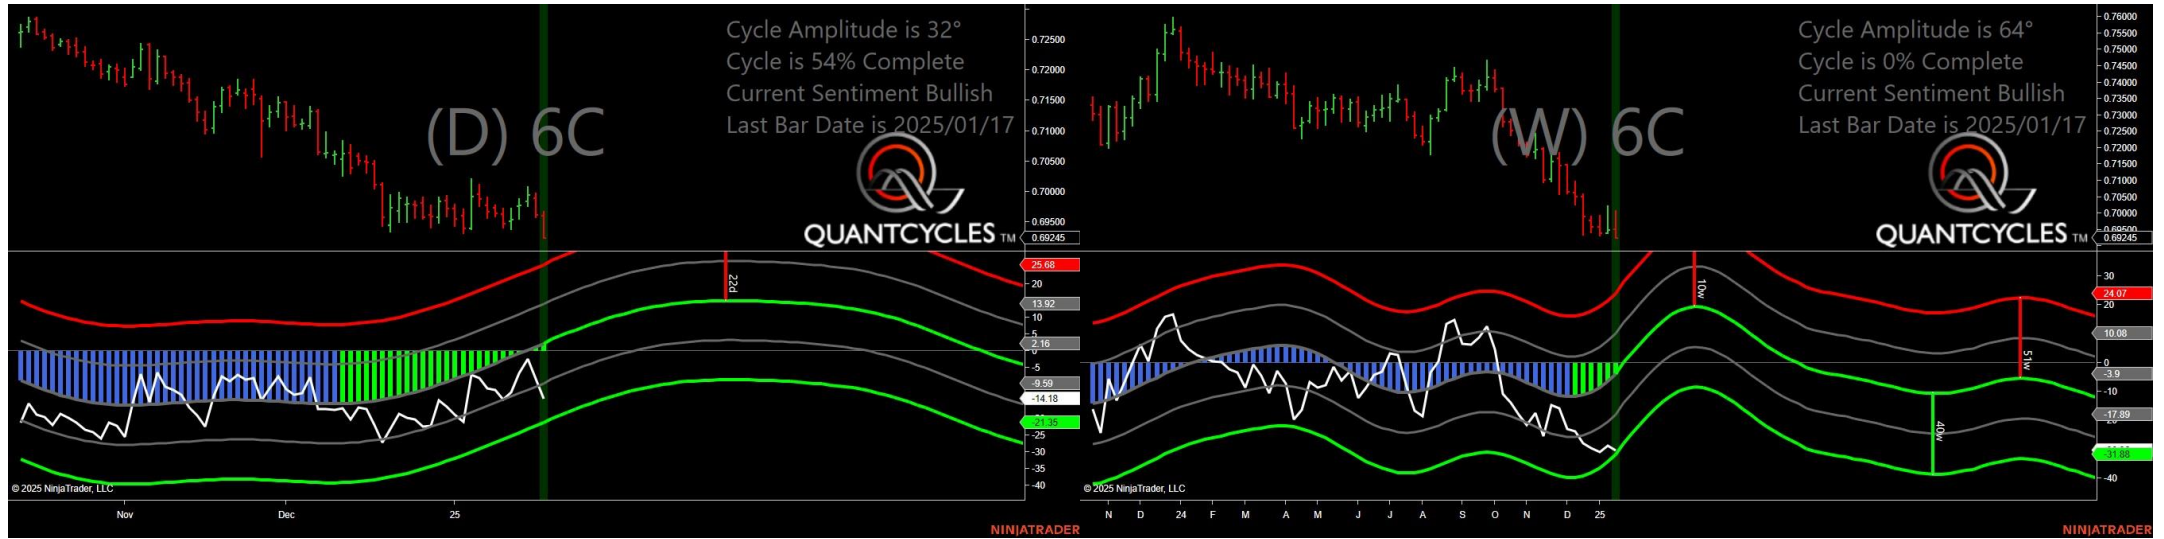 Cycle Amplitude is 32°
Cycle is 54% Complete
Current Sentiment Bullish
Last Bar Date is 2025/01/17
(D) 6C
QUANTCYCLES TM
0.72500
0.72000
0.71500
0.71000
0.70500
0.70000
0.69500
0.69245
22d
25.68
20
13.92
10
5
2.16
0
-5
-9.59
-14.18
-21.35
-25
-30
-35
-40
© 2025 NinjaTrader, LLC
Nov Dec 25
NINJATRADER
Cycle Amplitude is 64°
Cycle is 0% Complete
Current Sentiment Bullish
Last Bar Date is 2025/01/17
(W) 6C
QUANTCYCLES TM
0.76000
0.75500
0.75000
0.74500
0.74000
0.73500
0.73000
0.72500
0.72000
0.71500
0.71000
0.70500
0.70000
0.69500
0.69245
10w
51w
40w
30
24.07
20
10.08
0
-3.9
-10
-17.89
-31.88
-40
© 2025 NinjaTrader, LLC
N D 24 F M A M J J A S O N D 25
NINJATRADER